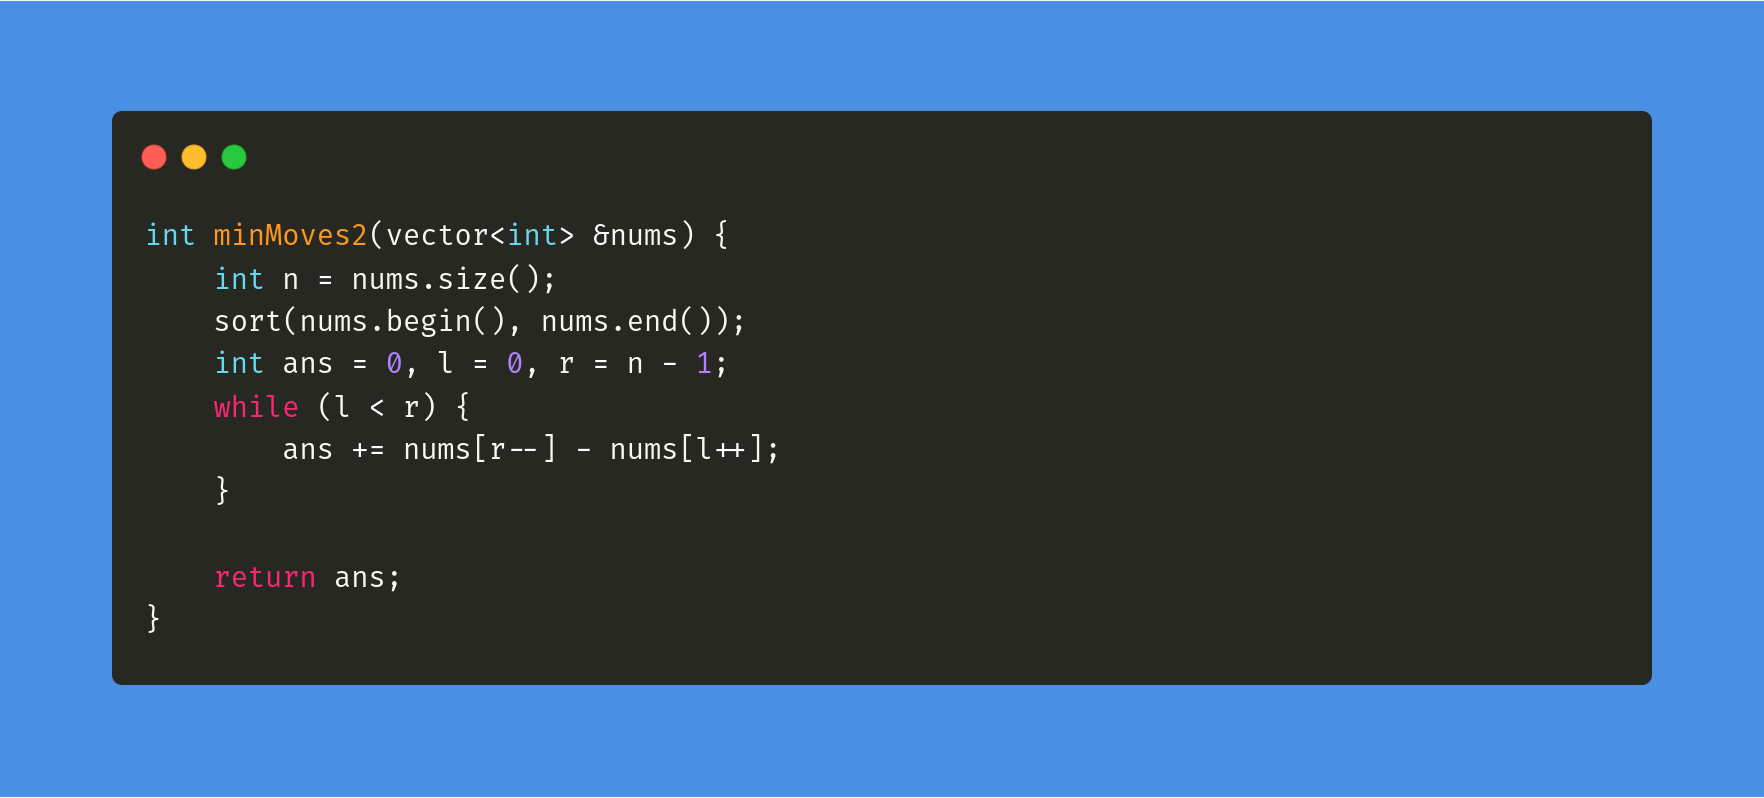 int minMoves2(vector<int> &nums) {
    int n = nums.size();
    sort(nums.begin(), nums.end());
    int ans = 0, l = 0, r = n - 1;
    while (l < r) {
        ans += nums[r--] - nums[l++];
    }

    return ans;
}